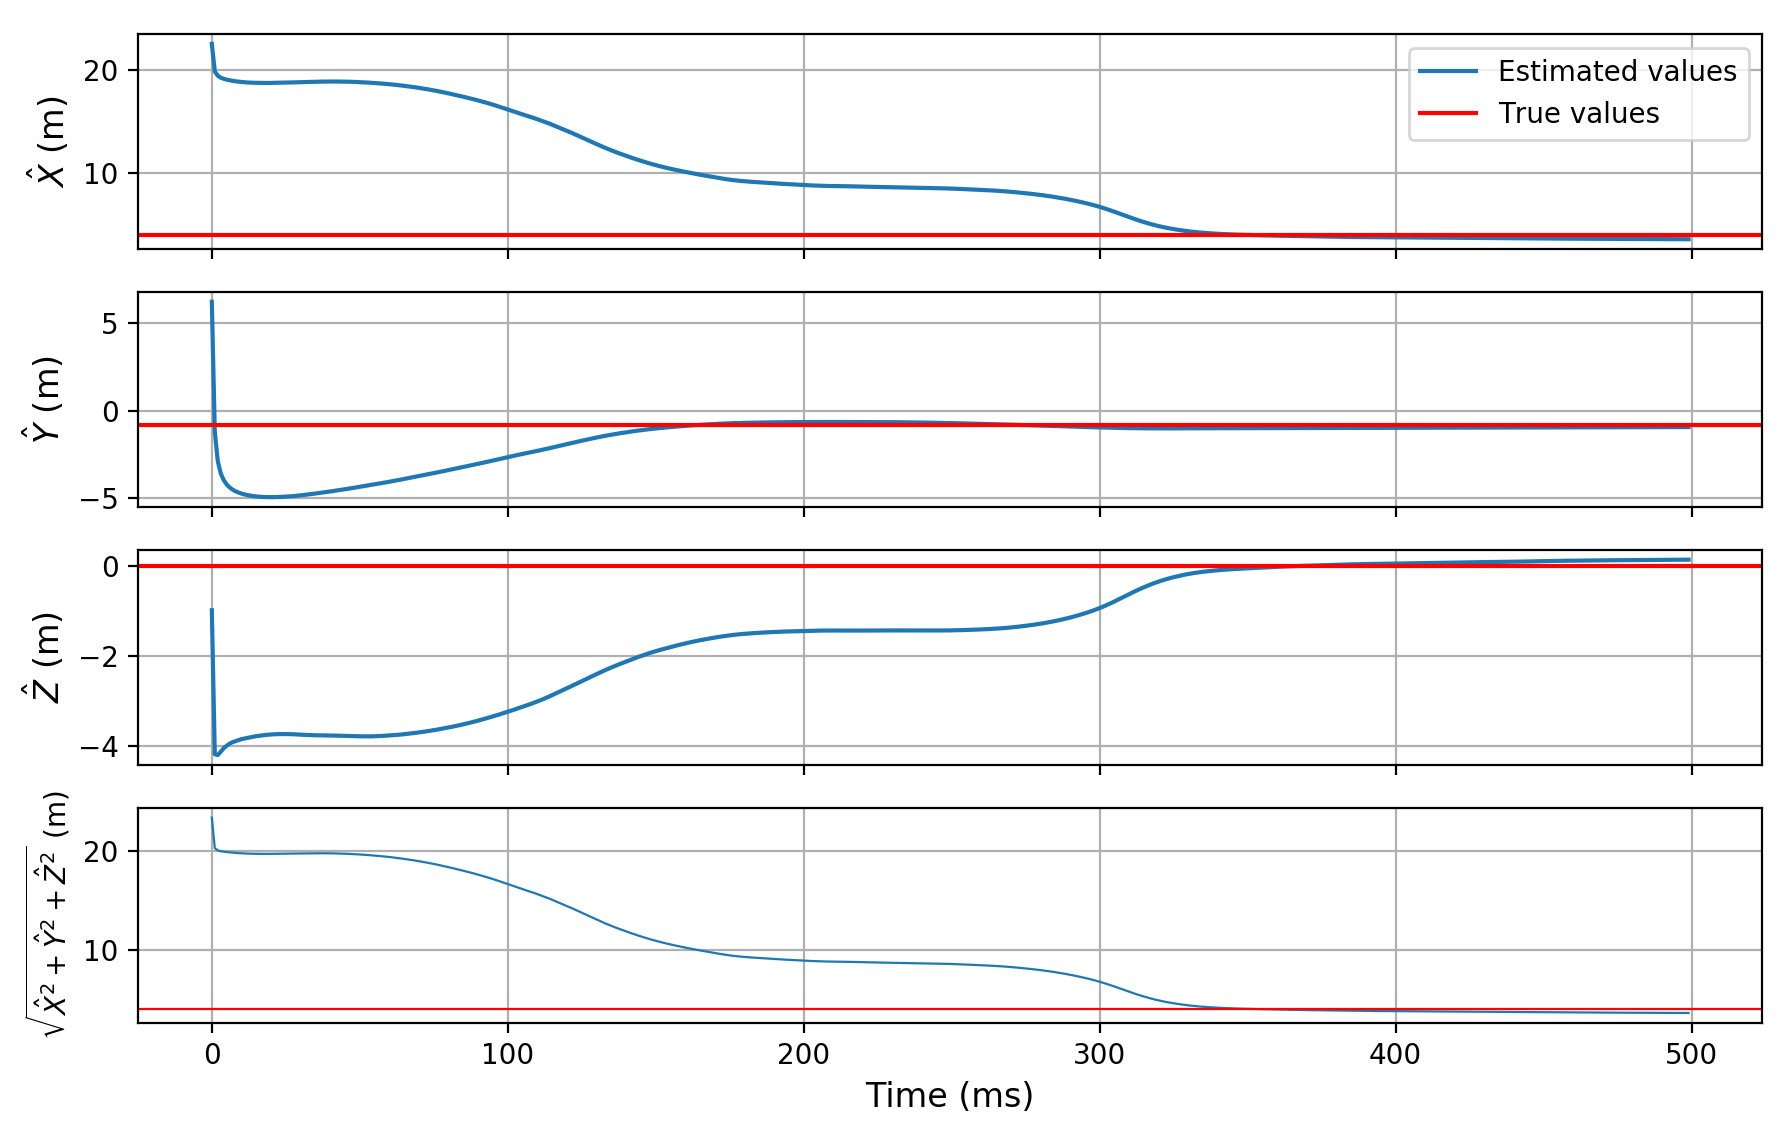 X̂ (m)
20
10
Estimated values
True values
Ŷ (m)
5
0
−5
Ẑ (m)
0
−2
−4
√X̂² + Ŷ² + Ẑ² (m)
20
10
0 100 200 300 400 500
Time (ms)